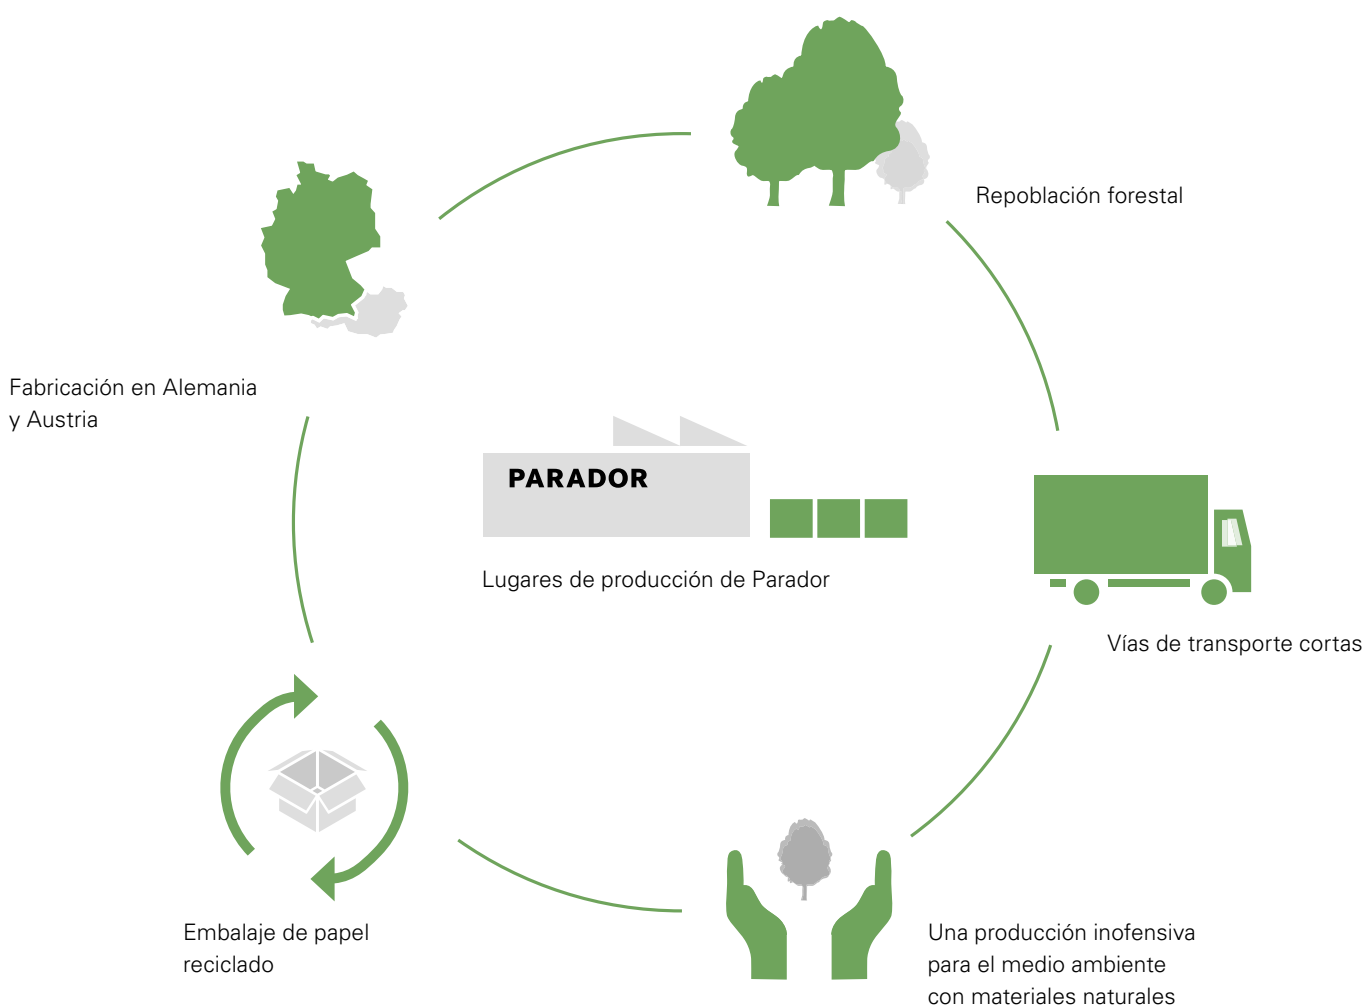 Repoblación forestal
Fabricación en Alemania
y Austria
PARADOR
Lugares de producción de Parador
Vías de transporte cortas
Embalaje de papel
reciclado
Una producción inofensiva
para el medio ambiente
con materiales naturales